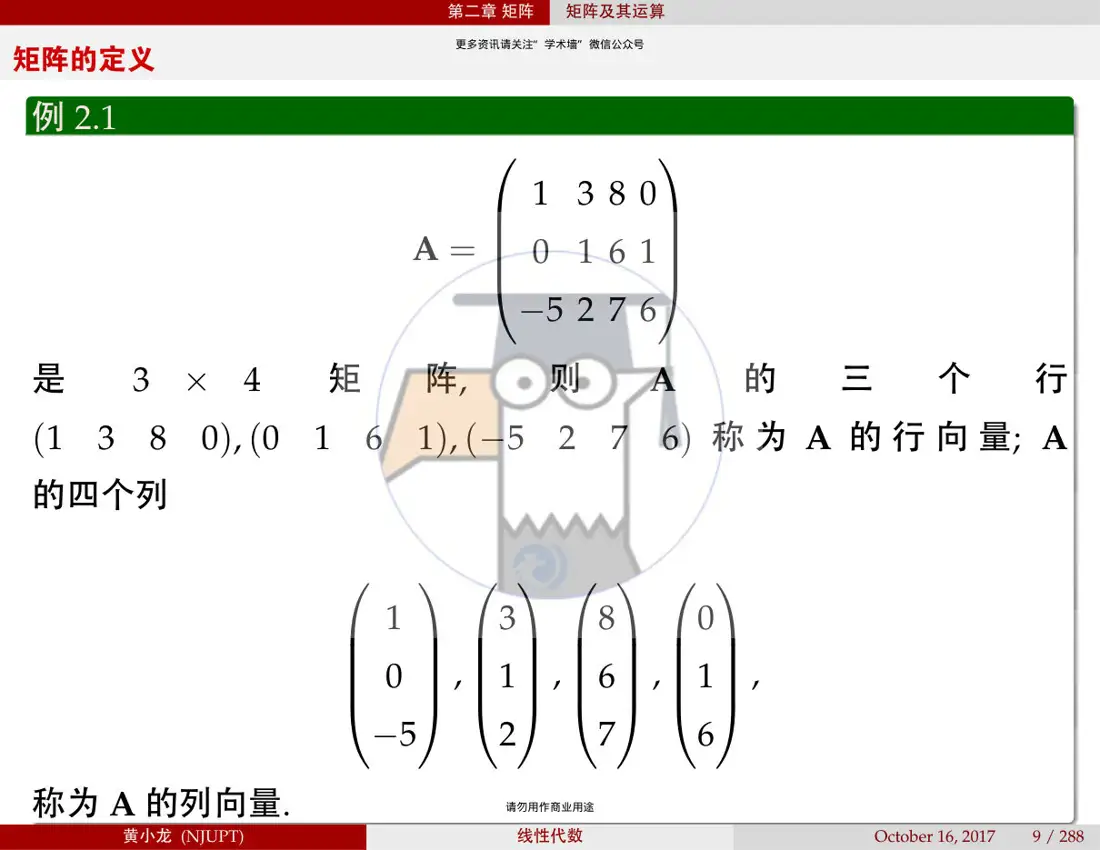 第二章 矩阵 矩阵及其运算
更多资讯请关注“学术墙”微信公众号
矩阵的定义
例 2.1
1 3 8 0
A = 0 1 6 1
−5 2 7 6
是 3 × 4 矩阵, 则 A 的三个行
(1 3 8 0), (0 1 6 1), (−5 2 7 6) 称为 A 的行向量; A
的四个列
1 3 8 0
0 , 1 , 6 , 1 ,
−5 2 7 6
称为 A 的列向量.
请勿用作商业用途
黄小龙 (NJUPT) 线性代数 October 16, 2017 9 / 288